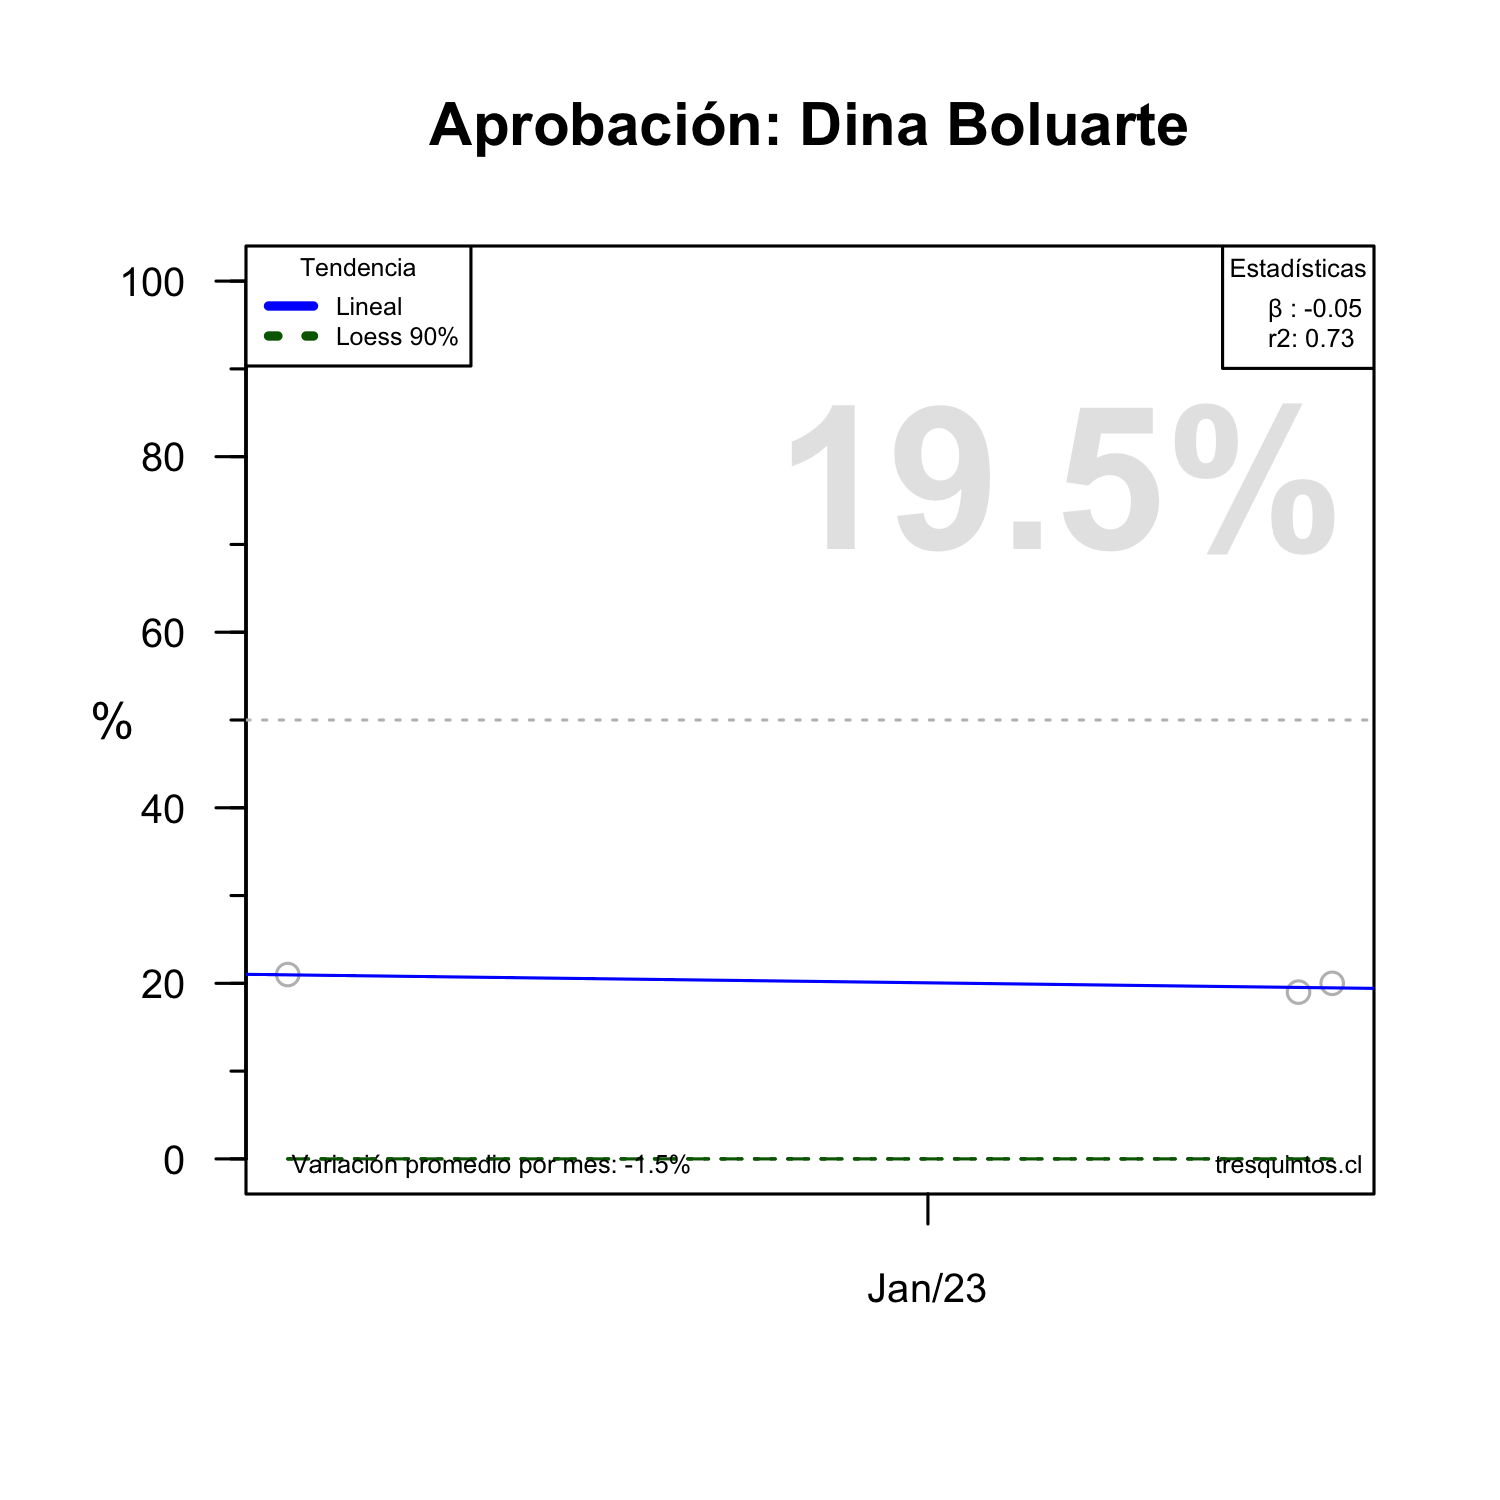 Aprobación: Dina Boluarte
Tendencia
Lineal
Loess 90%
Estadísticas
β : -0.05
r2: 0.73
19.5%
100
80
60
%
40
20
0
Variación promedio por mes: -1.5%
tresquintos.cl
Jan/23